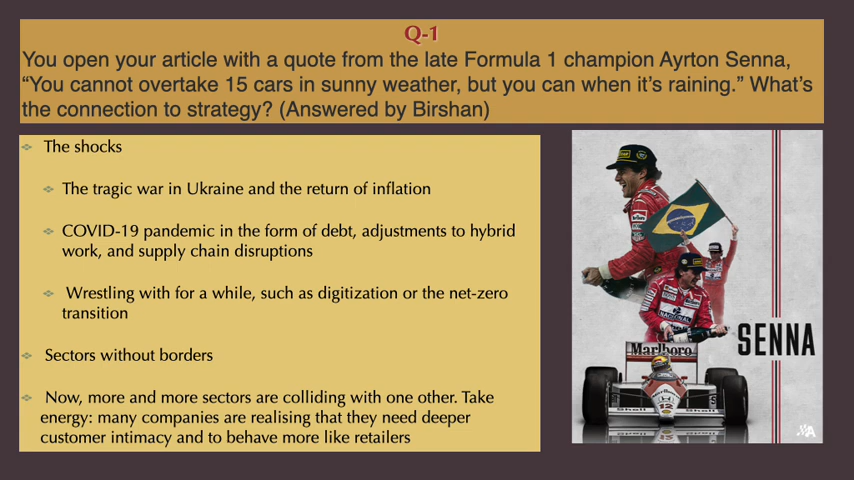 Q-1
You open your article with a quote from the late Formula 1 champion Ayrton Senna,
“You cannot overtake 15 cars in sunny weather, but you can when it’s raining.” What’s
the connection to strategy? (Answered by Birshan)
The shocks
The tragic war in Ukraine and the return of inflation
COVID-19 pandemic in the form of debt, adjustments to hybrid
work, and supply chain disruptions
Wrestling with for a while, such as digitization or the net-zero
transition
Sectors without borders
Now, more and more sectors are colliding with one other. Take
energy: many companies are realising that they need deeper
customer intimacy and to behave more like retailers
NACIONAL
SENNA
Marlboro
12
Shell
Shell